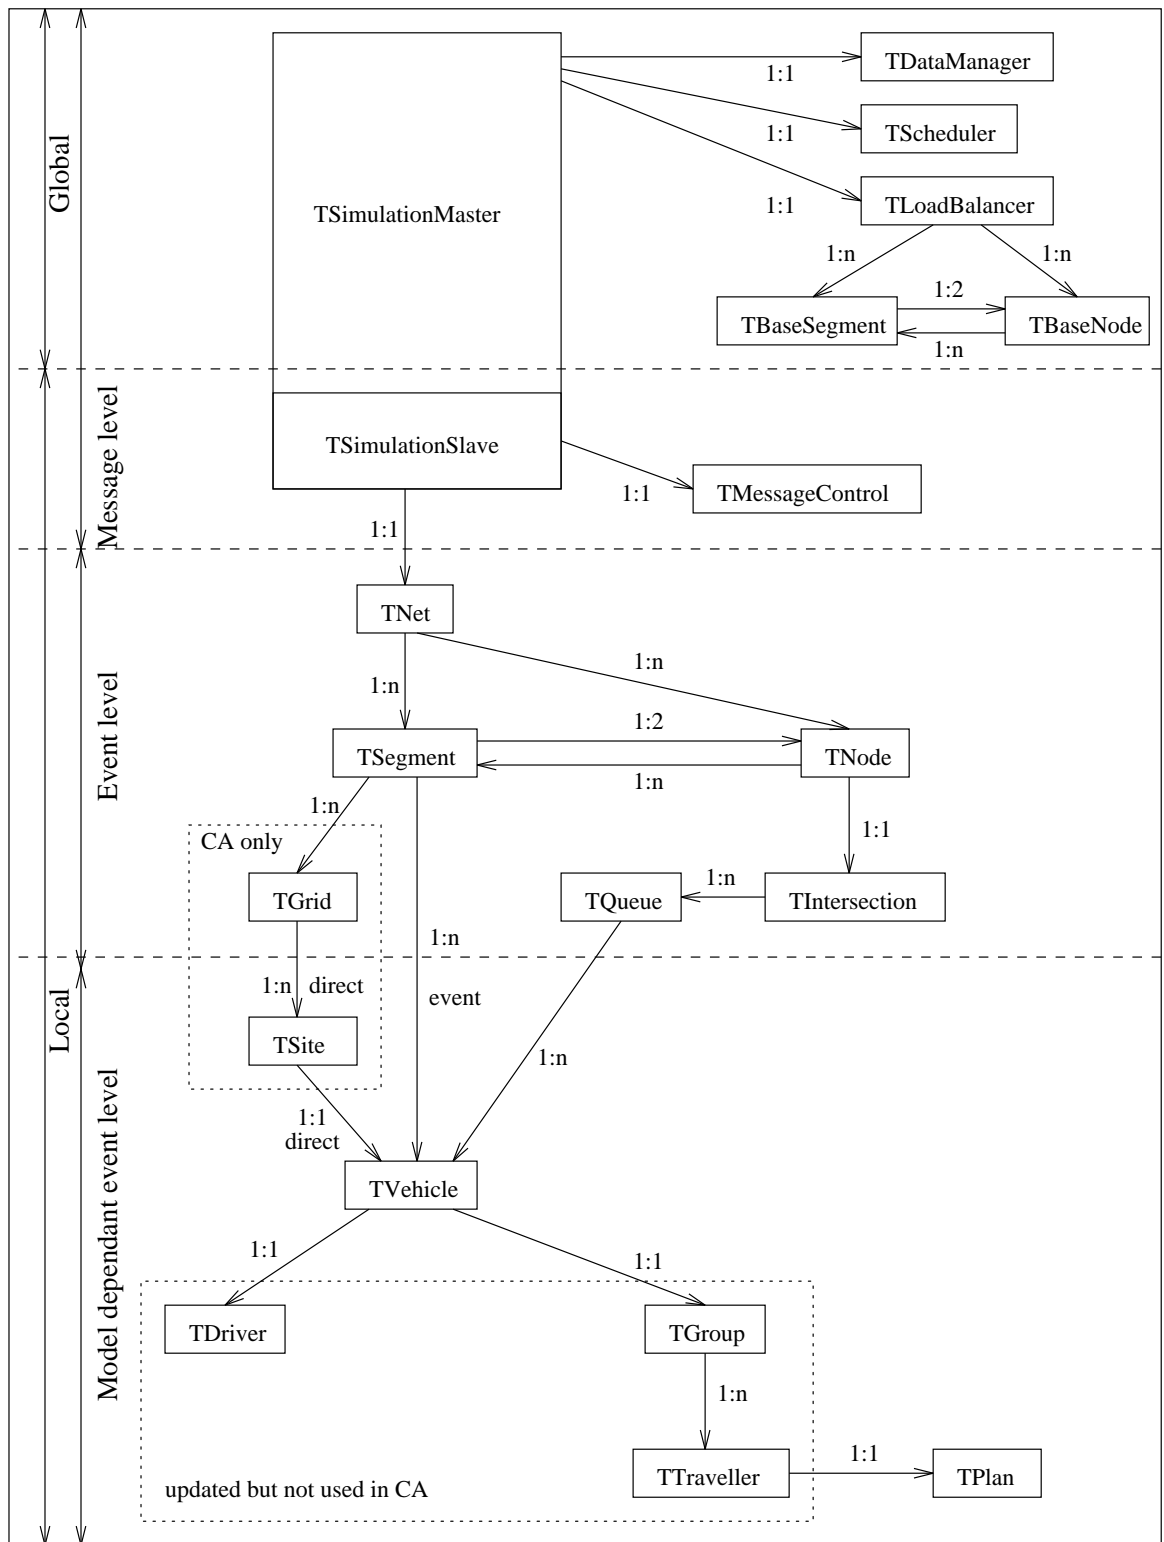 TDataManager
1:1
TScheduler
1:1
Global
TSimulationMaster
TLoadBalancer
1:1
1:n
1:n
1:2
TBaseSegment
TBaseNode
1:n
Message level
TSimulationSlave
TMessageControl
1:1
1:1
TNet
1:n
1:n
Event level
1:2
TSegment
TNode
1:n
1:n
1:1
CA only
TGrid
TQueue
1:n
TIntersection
1:n
Local
1:n
direct
event
TSite
1:n
1:1
direct
Model dependant event level
TVehicle
1:1
1:1
TDriver
TGroup
1:n
1:1
TTraveller
TPlan
updated but not used in CA